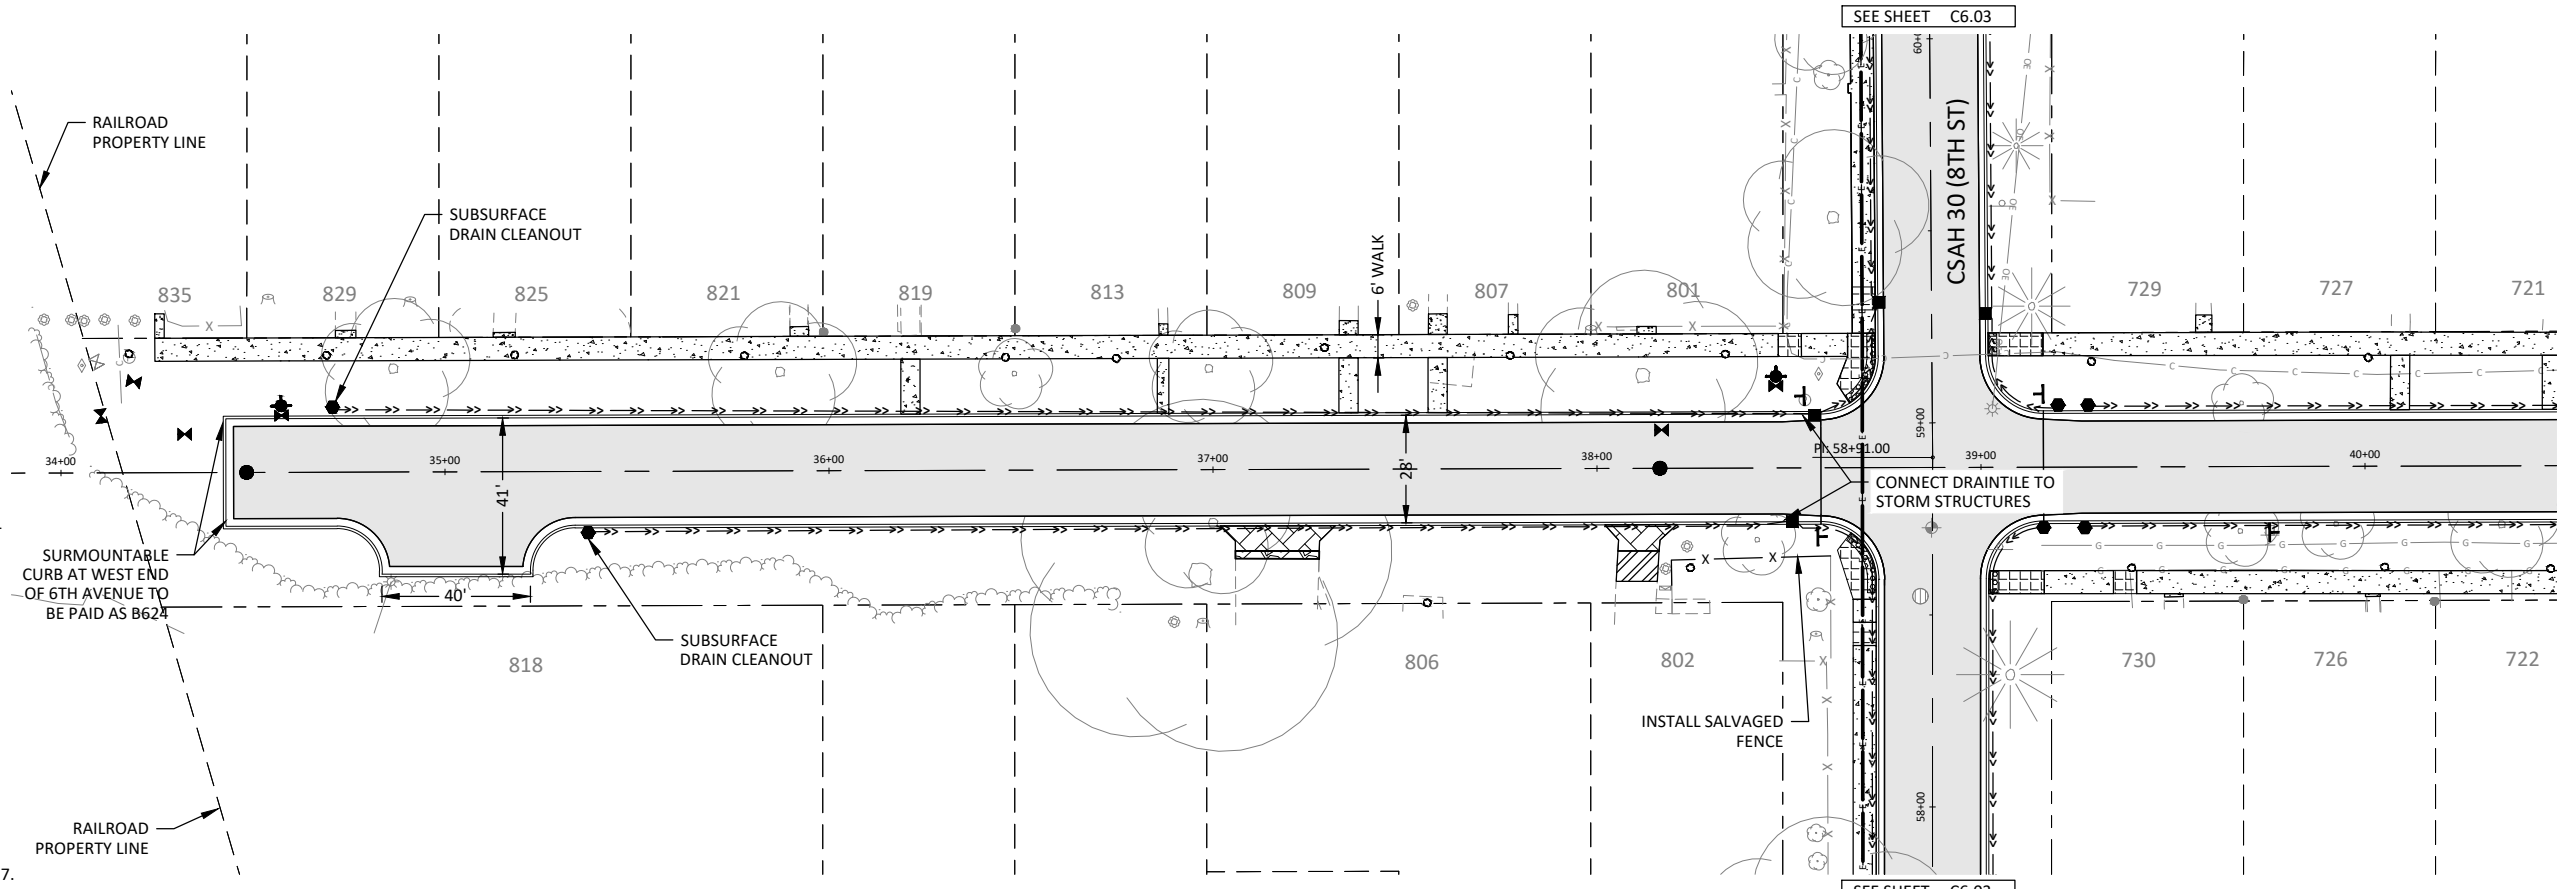 SEE SHEET C6.03
60+
RAILROAD
PROPERTY LINE
CSAH 30 (8TH ST)
SUBSURFACE
DRAIN CLEANOUT
6' WALK
835
829
825
821
819
813
809
807
801
729
727
721
59+00
PI: 58+91.00
34+00
35+00
36+00
37+00
38+00
39+00
40+00
41'
28'
CONNECT DRAINTILE TO
STORM STRUCTURES
SURMOUNTABLE
CURB AT WEST END
OF 6TH AVENUE TO
BE PAID AS B624
40'
SUBSURFACE
DRAIN CLEANOUT
818
806
802
730
726
722
INSTALL SALVAGED
FENCE
58+00
RAILROAD
PROPERTY LINE
7.
SEE SHEET